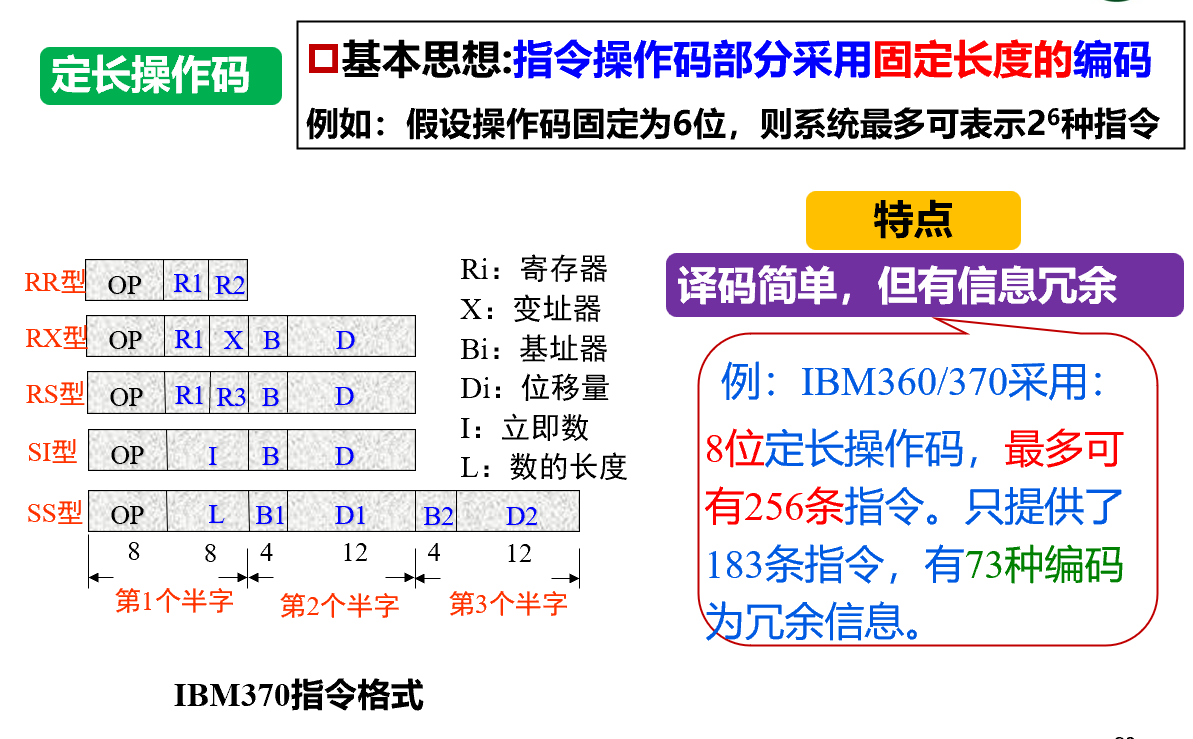 定长操作码
基本思想:指令操作码部分采用固定长度的编码
例如：假设操作码固定为6位，则系统最多可表示2⁶种指令
特点
译码简单，但有信息冗余
RR型 OP R1 R2
RX型 OP R1 X B D
RS型 OP R1 R3 B D
SI型 OP I B D
SS型 OP L B1 D1 B2 D2
8 8 4 12 4 12
第1个半字 第2个半字 第3个半字
IBM370指令格式
Ri：寄存器
X：变址器
Bi：基址器
Di：位移量
I：立即数
L：数的长度
例：IBM360/370采用：
8位定长操作码，最多可
有256条指令。只提供了
183条指令，有73种编码
为冗余信息。